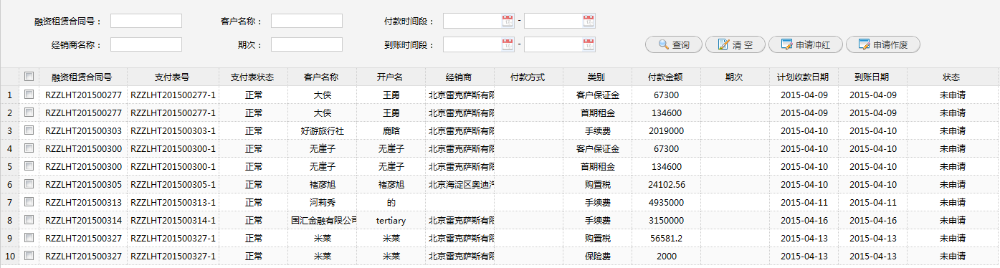 融资租赁合同号： 客户名称： 付款时间段： -
经销商名称： 期次： 到账时间段： - 查询 清 空 申请冲红 申请作废
融资租赁合同号 支付表号 支付表状态 客户名称 开户名 经销商 付款方式 类别 付款金额 期次 计划收款日期 到账日期 状态
1 RZZLHT201500277 RZZLHT201500277-1 正常 大侠 王勇 北京雷克萨斯有限 客户保证金 67300 2015-04-09 2015-04-09 未申请
2 RZZLHT201500277 RZZLHT201500277-1 正常 大侠 王勇 北京雷克萨斯有限 首期租金 134600 2015-04-09 2015-04-09 未申请
3 RZZLHT201500303 RZZLHT201500303-1 正常 好游旅行社 鹿晗 北京雷克萨斯有限 手续费 2019000 2015-04-10 2015-04-10 未申请
4 RZZLHT201500300 RZZLHT201500300-1 正常 无崖子 无崖子 北京雷克萨斯有限 客户保证金 67300 2015-04-10 2015-04-10 未申请
5 RZZLHT201500300 RZZLHT201500300-1 正常 无崖子 无崖子 北京雷克萨斯有限 首期租金 134600 2015-04-10 2015-04-10 未申请
6 RZZLHT201500305 RZZLHT201500305-1 正常 褚彦旭 褚彦旭 北京海淀区奥迪汽 购置税 24102.56 2015-04-10 2015-04-10 未申请
7 RZZLHT201500313 RZZLHT201500313-1 正常 河莉秀 的 手续费 4935000 2015-04-11 2015-04-11 未申请
8 RZZLHT201500314 RZZLHT201500314-1 正常 国汇金融有限公司 tertiary 北京雷克萨斯有限 手续费 3150000 2015-04-16 2015-04-16 未申请
9 RZZLHT201500327 RZZLHT201500327-1 正常 米莱 米莱 北京雷克萨斯有限 购置税 56581.2 2015-04-13 2015-04-13 未申请
10 RZZLHT201500327 RZZLHT201500327-1 正常 米莱 米莱 北京雷克萨斯有限 保险费 2000 2015-04-13 2015-04-13 未申请